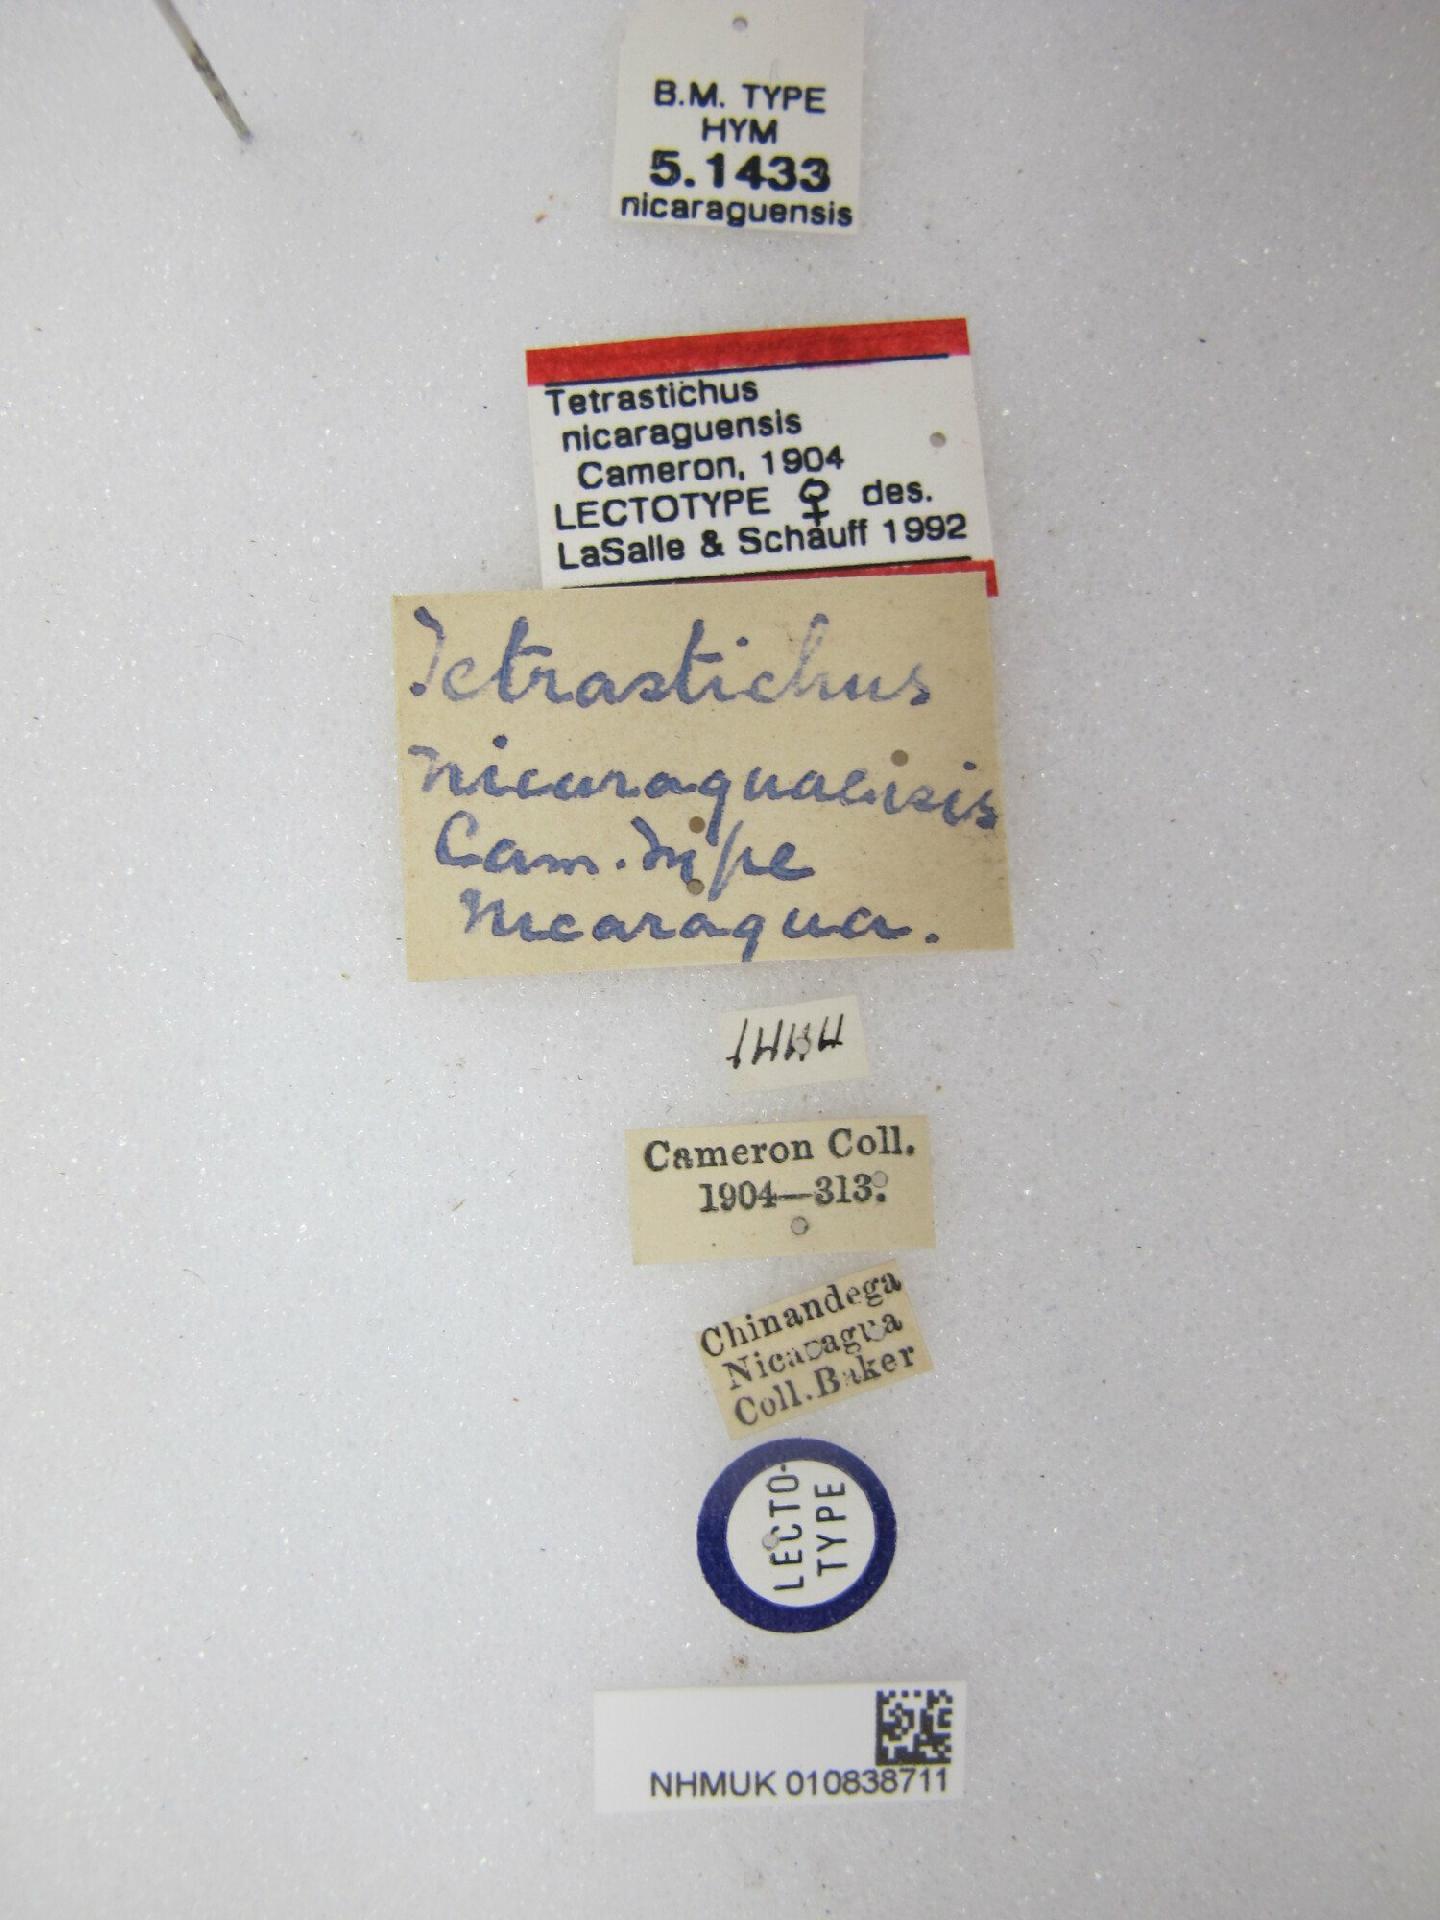 B.M. TYPE
HYM
5.1433
nicaraguensis
Tetrastichus
nicaraguensis
Cameron, 1904
LECTOTYPE ♀ des.
LaSalle & Schauff 1992
Tetrastichus
nicaraguaensis
Cam. Type
Nicaragua.
Cameron Coll.
1904—313.
Chinandega
Nicaragua
Coll. Baker
LECTO-
TYPE
NHMUK 010838711